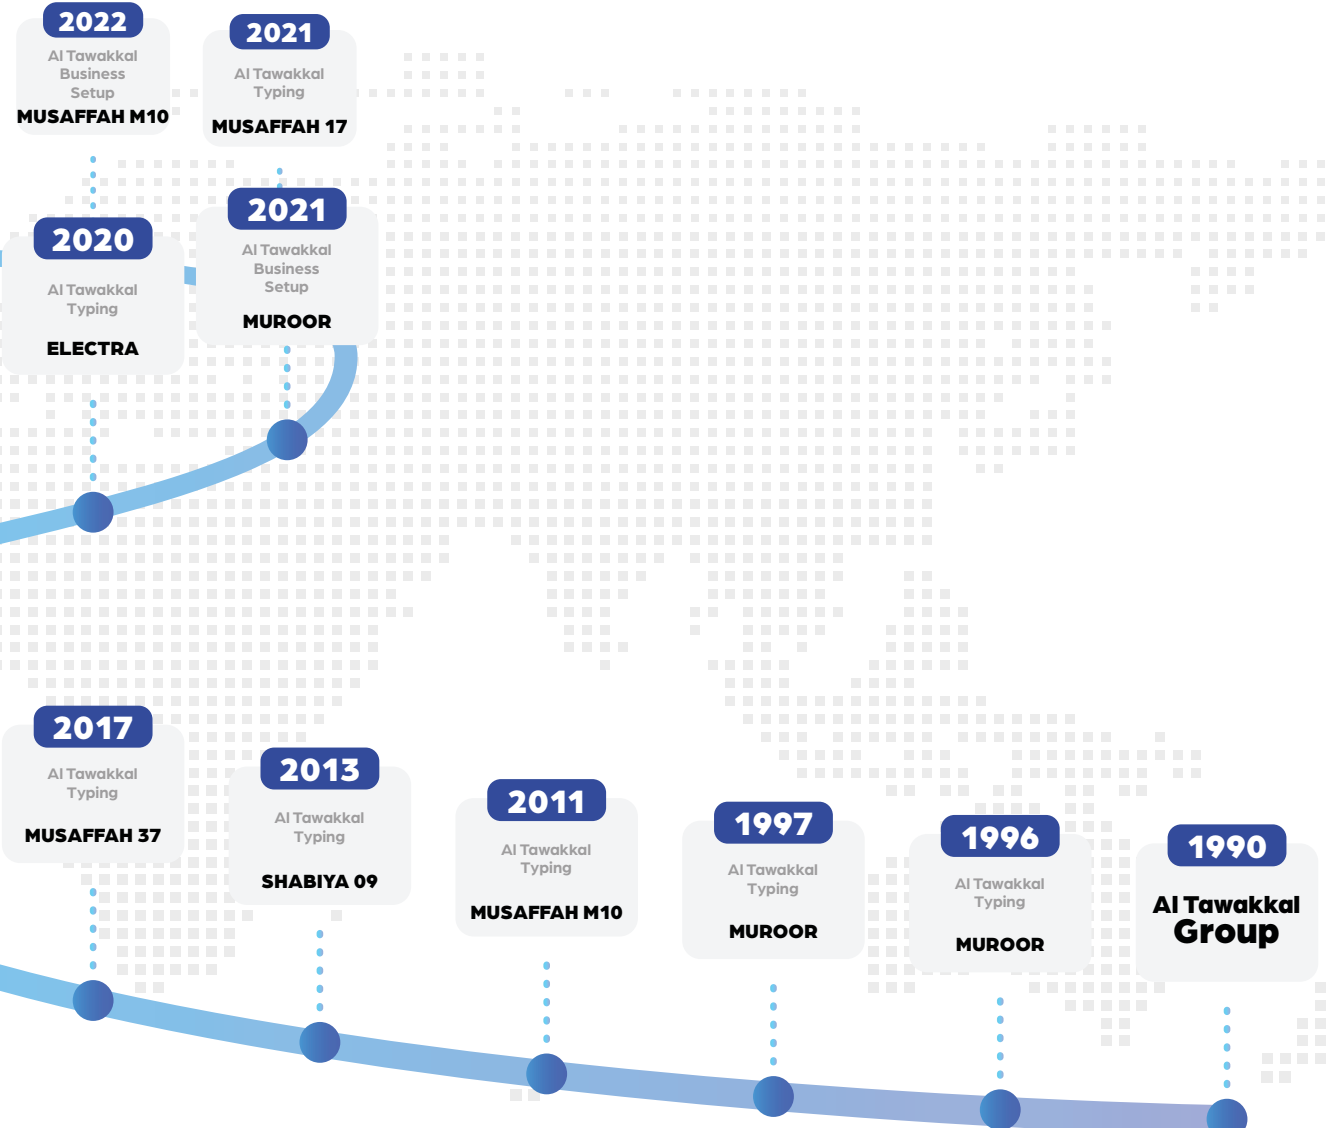 2022
Al Tawakkal
Business
Setup
MUSAFFAH M10
2021
Al Tawakkal
Typing
MUSAFFAH 17
2020
Al Tawakkal
Typing
ELECTRA
2021
Al Tawakkal
Business
Setup
MUROOR
2017
Al Tawakkal
Typing
MUSAFFAH 37
2013
Al Tawakkal
Typing
SHABIYA 09
2011
Al Tawakkal
Typing
MUSAFFAH M10
1997
Al Tawakkal
Typing
MUROOR
1996
Al Tawakkal
Typing
MUROOR
1990
Al Tawakkal
Group